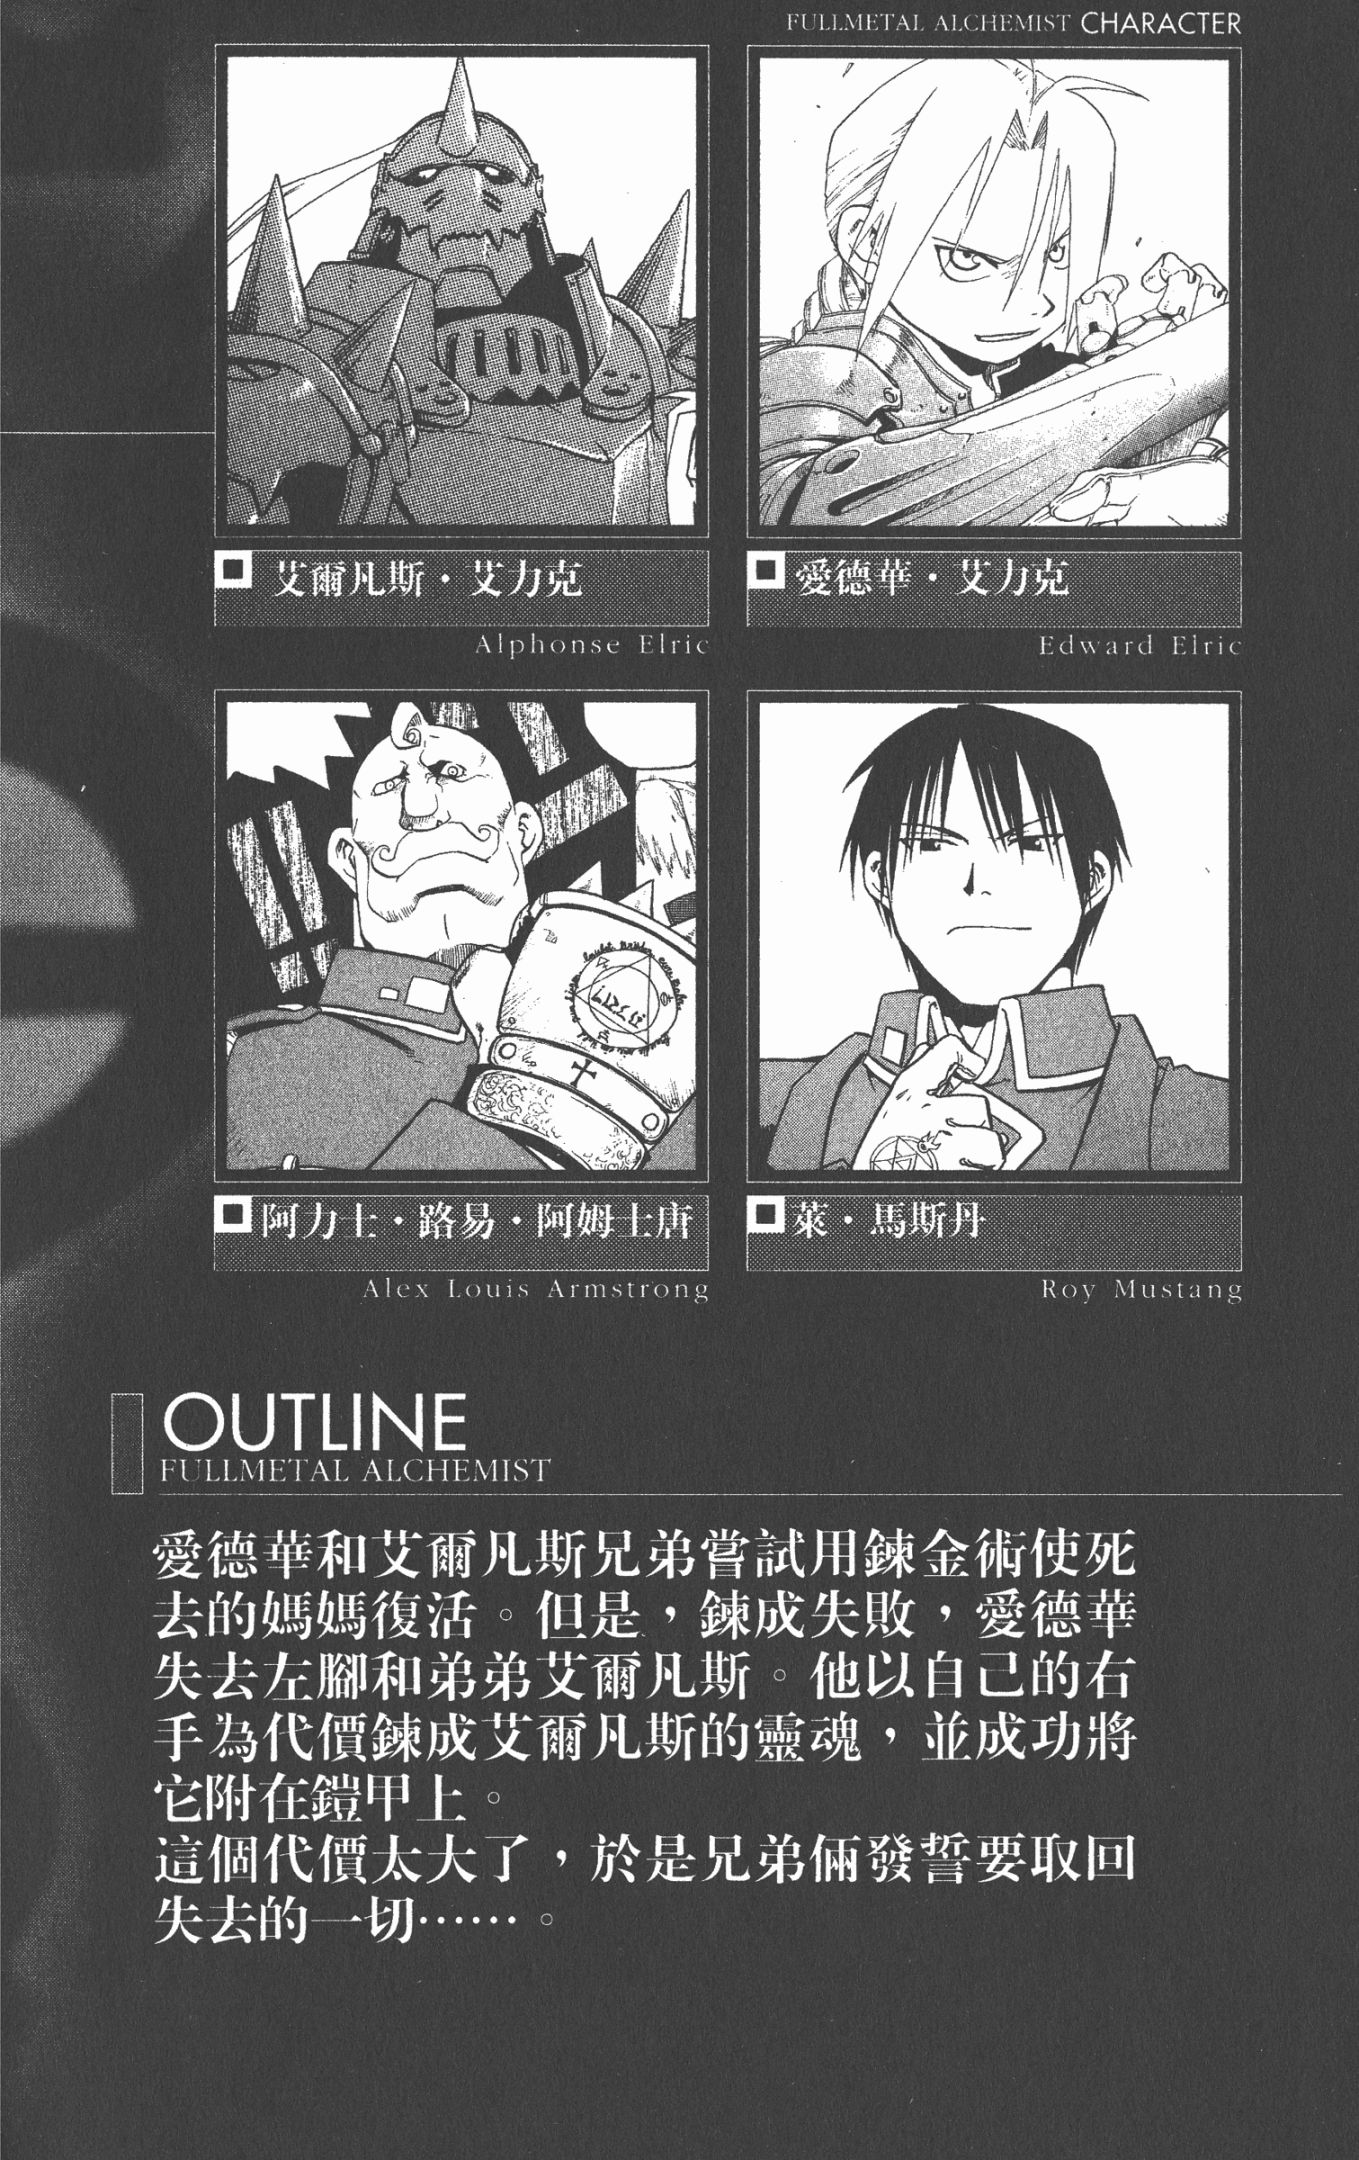 FULLMETAL ALCHEMIST CHARACTER
愛德華·艾力克
Edward Elric
艾爾凡斯·艾力克
Alphonse Elric
萊·馬斯丹
Roy Mustang
阿力士·路易·阿姆士唐
Alex Louis Armstrong
OUTLINE
FULLMETAL ALCHEMIST
愛德華和艾爾凡斯兄弟嘗試用鍊金術使死
去的媽媽復活。但是，鍊成失敗，愛德華
失去左腳和弟弟艾爾凡斯。他以自己的右
手為代價鍊成艾爾凡斯的靈魂，並成功將
它附在鎧甲上。
這個代價太大了，於是兄弟倆發誓要取回
失去的一切……。